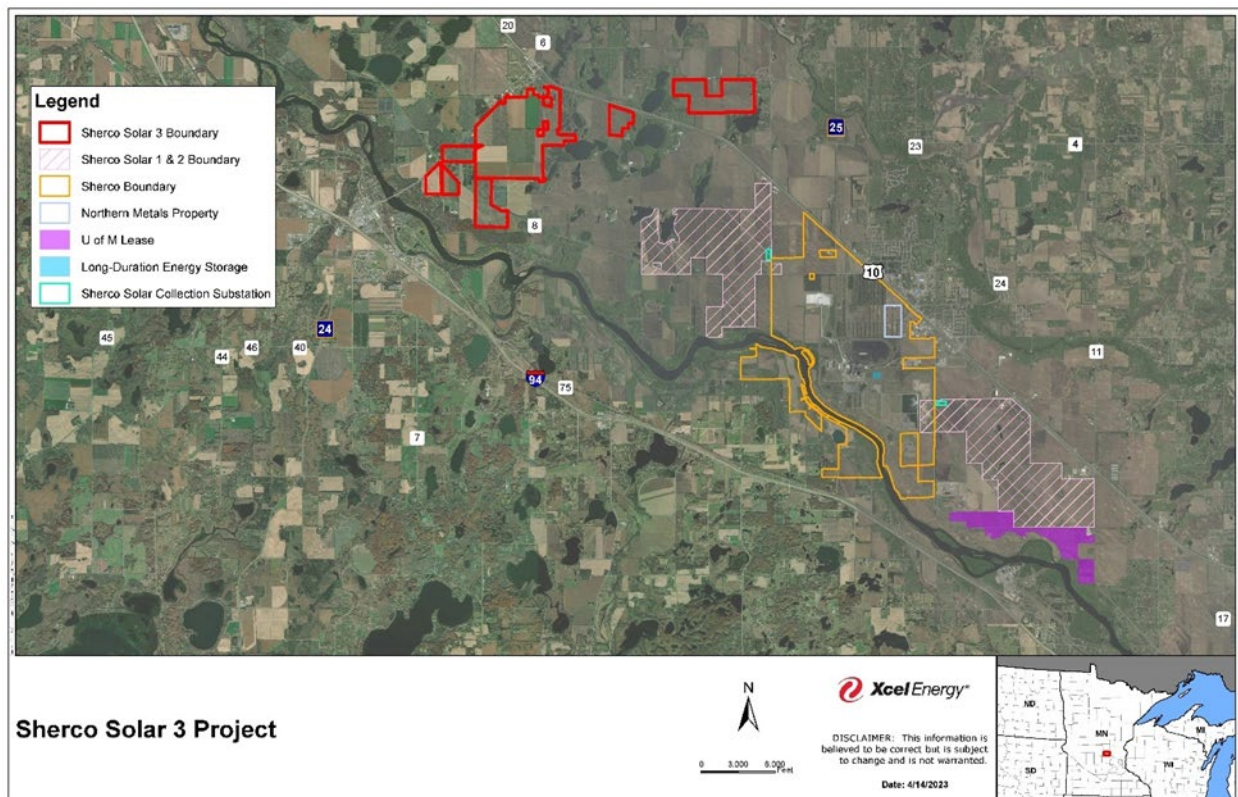 20
6
25
23
4
Legend
Sherco Solar 3 Boundary
Sherco Solar 1 & 2 Boundary
Sherco Boundary
Northern Metals Property
U of M Lease
Long-Duration Energy Storage
Sherco Solar Collection Substation
8
10
24
24
45
44
46
40
11
94
75
7
17
Sherco Solar 3 Project
N
0 3,000 6,000
Feet
Xcel Energy®
DISCLAIMER: This information is
believed to be correct but is subject
to change and is not warranted.
Date: 4/14/2023
ND
MN
SD
WI
MI